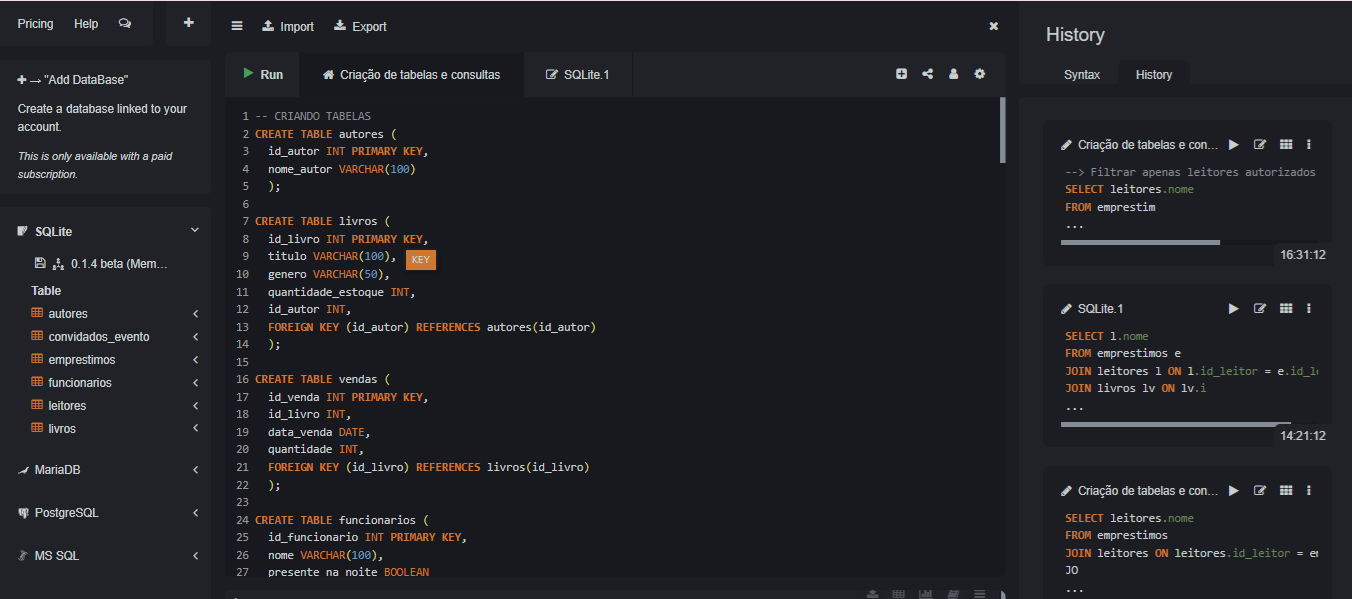 Pricing Help
Import Export
History
"Add DataBase"
Create a database linked to your
account.
This is only available with a paid
subscription.
SQLite
0.1.4 beta (Mem...
Table
autores
convidados_evento
emprestimos
funcionarios
leitores
livros
MariaDB
PostgreSQL
MS SQL
Run Criação de tabelas e consultas SQLite.1
1 -- CRIANDO TABELAS
2 CREATE TABLE autores (
3 id_autor INT PRIMARY KEY,
4 nome_autor VARCHAR(100)
5 );
6
7 CREATE TABLE livros (
8 id_livro INT PRIMARY KEY,
9 titulo VARCHAR(100), KEY
10 genero VARCHAR(50),
11 quantidade_estoque INT,
12 id_autor INT,
13 FOREIGN KEY (id_autor) REFERENCES autores(id_autor)
14 );
15
16 CREATE TABLE vendas (
17 id_venda INT PRIMARY KEY,
18 id_livro INT,
19 data_venda DATE,
20 quantidade INT,
21 FOREIGN KEY (id_livro) REFERENCES livros(id_livro)
22 );
23
24 CREATE TABLE funcionarios (
25 id_funcionario INT PRIMARY KEY,
26 nome VARCHAR(100),
27 presente_na_noite BOOLEAN
Syntax History
Criação de tabelas e con...
--> Filtrar apenas leitores autorizados
SELECT leitores.nome
FROM emprestim
...
16:31:12
SQLite.1
SELECT l.nome
FROM emprestimos e
JOIN leitores l ON l.id_leitor = e.id_le
JOIN livros lv ON lv.i
...
14:21:12
Criação de tabelas e con...
SELECT leitores.nome
FROM emprestimos
JOIN leitores ON leitores.id_leitor = em
JO
...